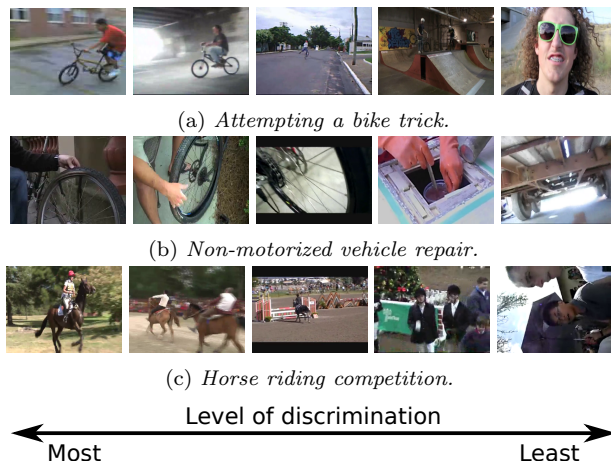 (a) Attempting a bike trick.
(b) Non-motorized vehicle repair.
(c) Horse riding competition.
Level of discrimination
Most Least